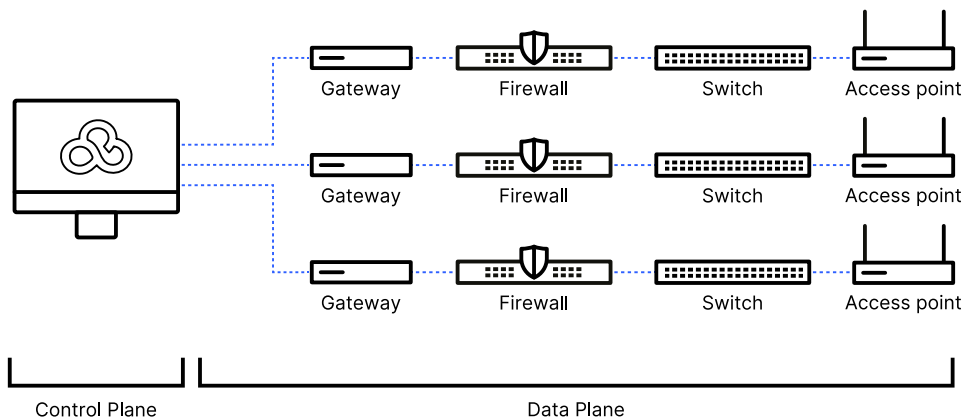 Gateway
Firewall
Switch
Access point
Gateway
Firewall
Switch
Access point
Gateway
Firewall
Switch
Access point
Control Plane
Data Plane